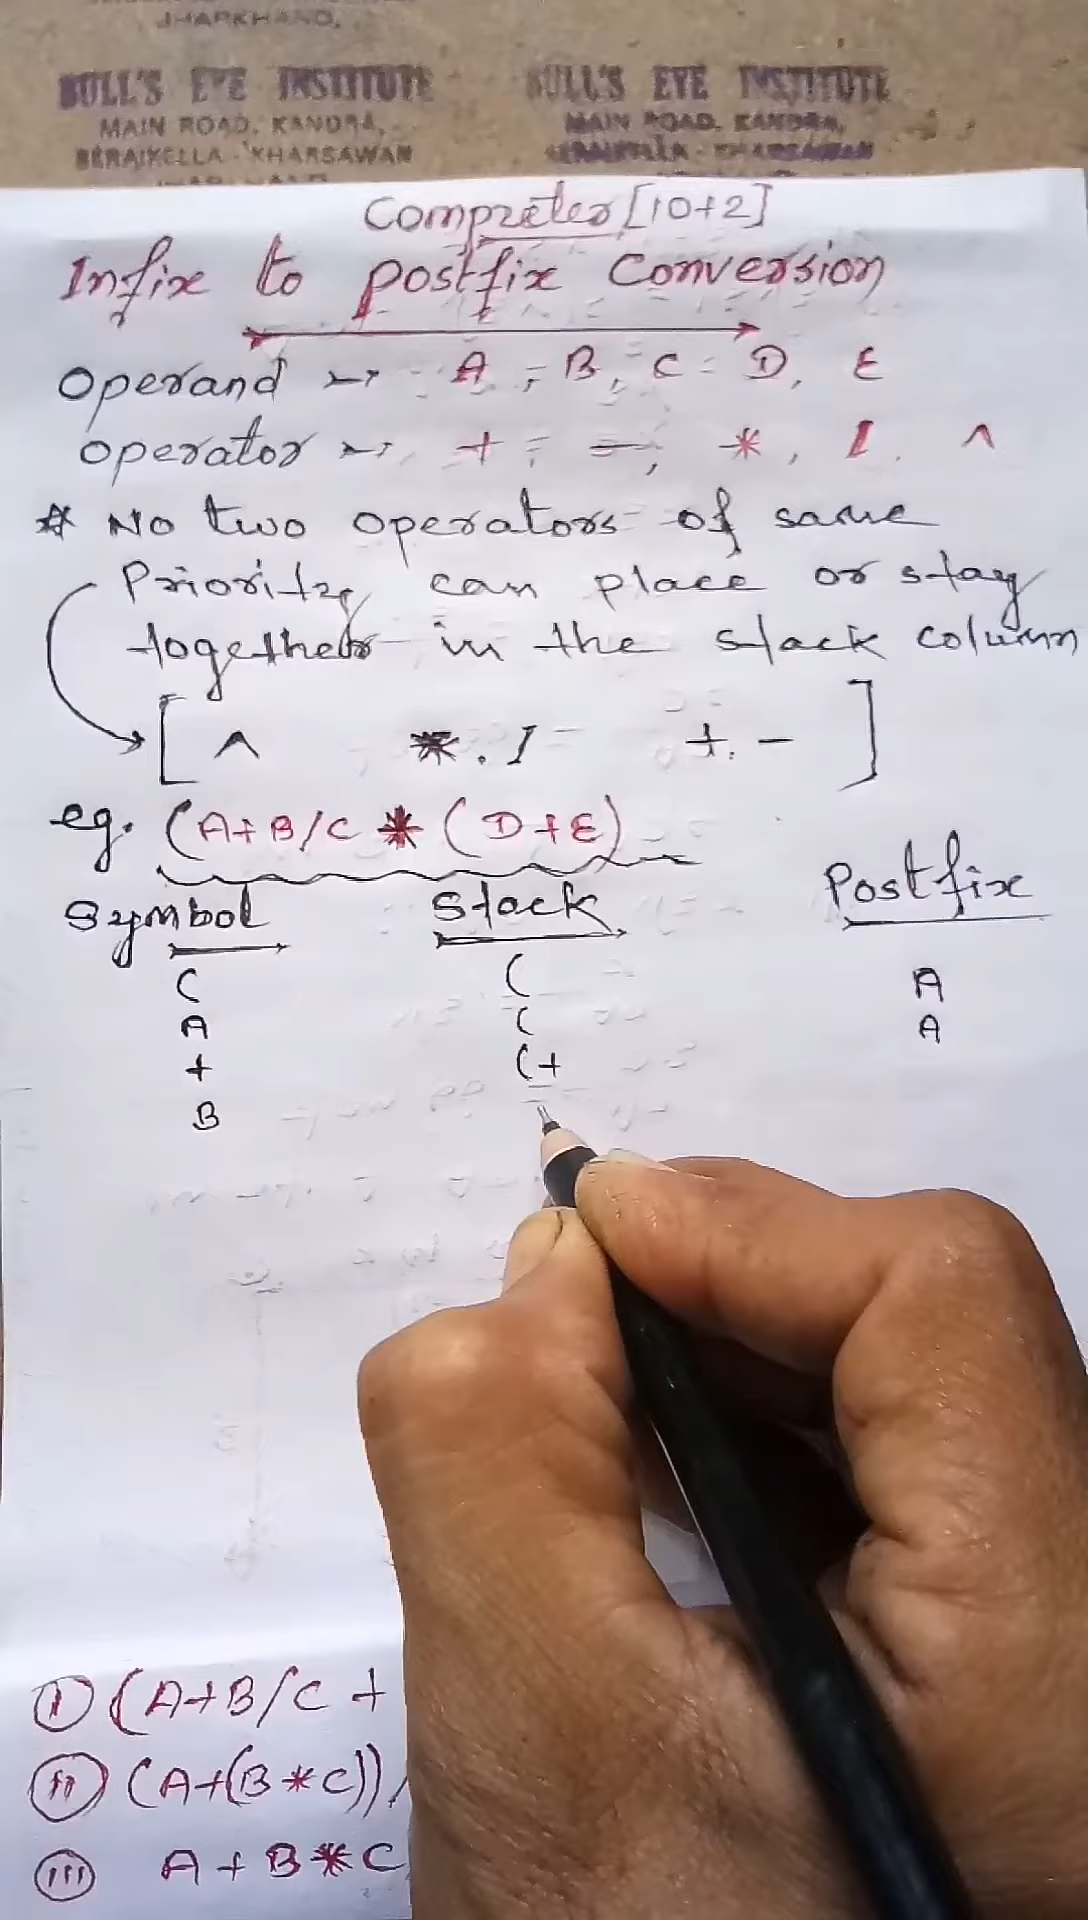 JHARKHAND,
BULL'S EYE INSTITUTE BULL'S EYE INSTITUTE
MAIN ROAD, KANDRA, MAIN ROAD, KANDRA,
SERAIKELLA - KHARSAWAN SERAIKELLA - KHARSAWAN
Computer [10+2]
Infix to postfix Conversion
Operand → A, B, C, D, E
Operator → +, -, *, /, ^
* No two operators of same
Priority can place or stay
together in the stack column
[ ^ *, / +, - ]
eg. (A+B/C * (D+E)
Symbol Stack Postfix
( ( A
A ( A
+ (+
B
(I) (A+B/C +
(II) (A+(B*C))
(III) A+B*C